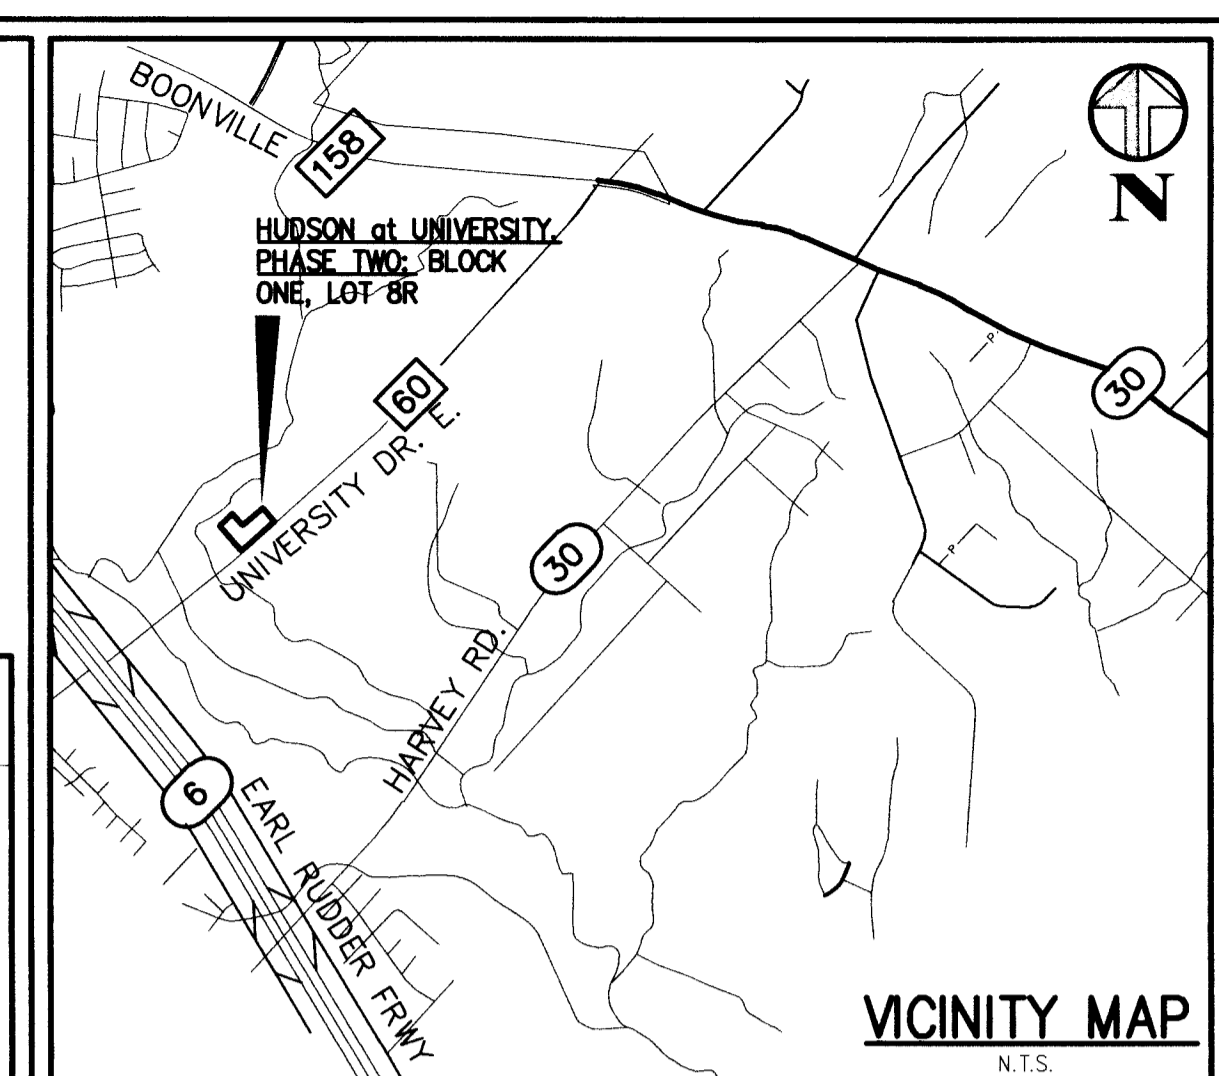 BOONVILLE
158
N
HUDSON at UNIVERSITY,
PHASE TWO; BLOCK
ONE, LOT 8R
60
UNIVERSITY DR. E.
30
P.
30
P.
HARVEY RD.
6
EARL RUDDER FRWY
VICINITY MAP
N.T.S.